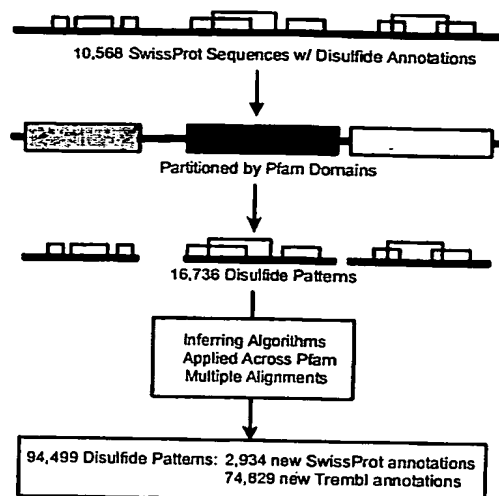 10,568 SwissProt Sequences w/ Disulfide Annotations
Partitioned by Pfam Domains
16,736 Disulfide Patterns
Inferring Algorithms
Applied Across Pfam
Multiple Alignments
94,499 Disulfide Patterns: 2,934 new SwissProt annotations
74,829 new Trembl annotations